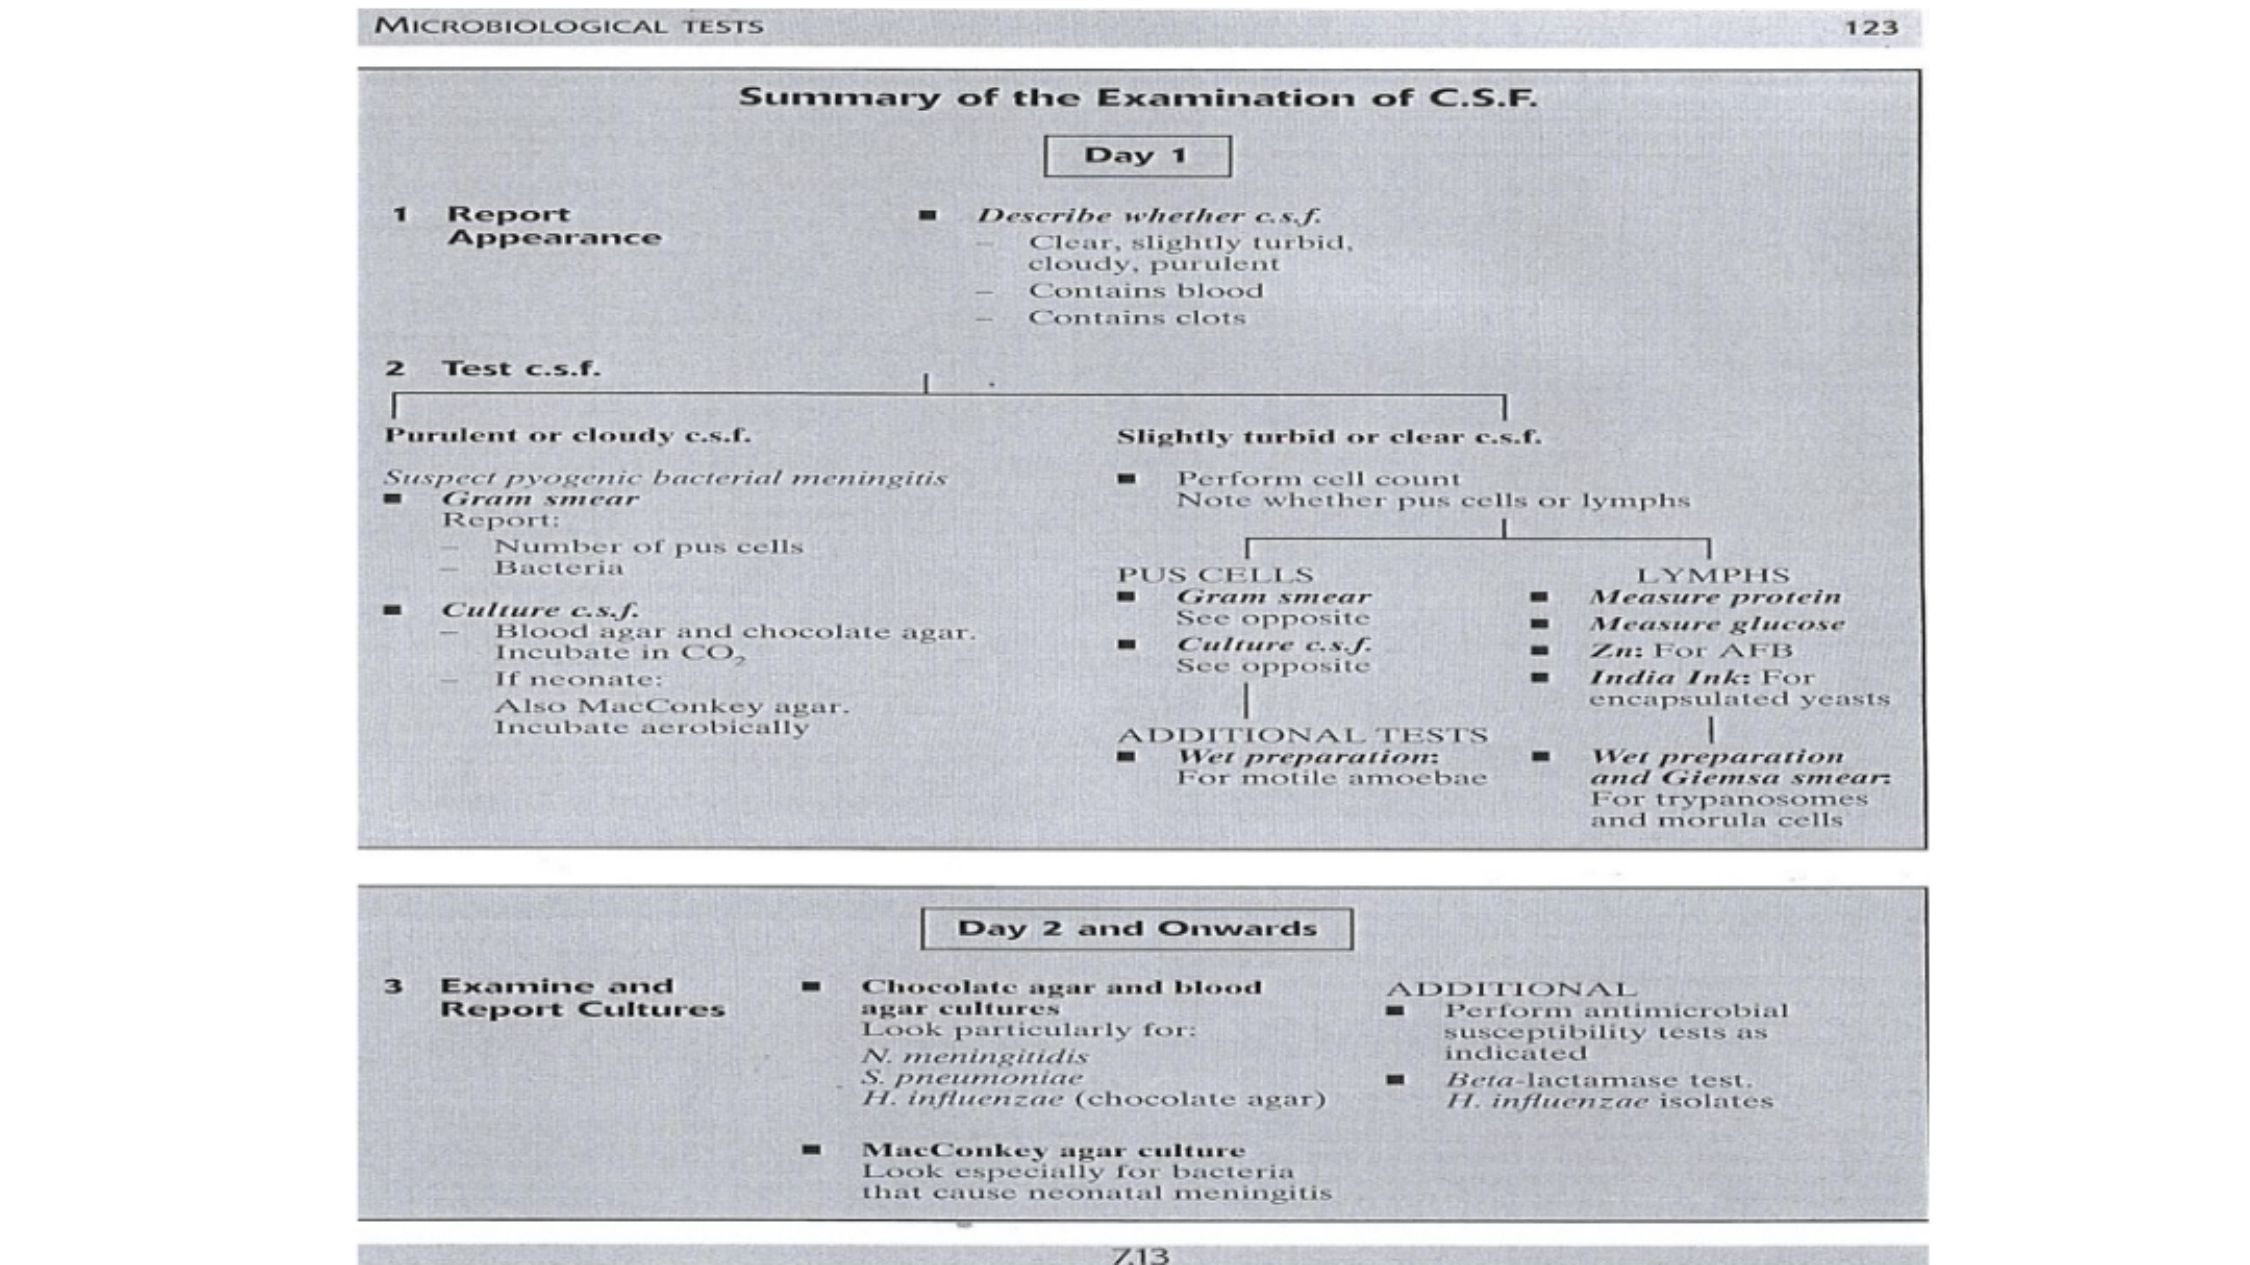 MICROBIOLOGICAL TESTS 123
Summary of the Examination of C.S.F.
Day 1
1 Report
Appearance
■ Describe whether c.s.f.
– Clear, slightly turbid,
cloudy, purulent
– Contains blood
– Contains clots
2 Test c.s.f.
Purulent or cloudy c.s.f.
Suspect pyogenic bacterial meningitis
■ Gram smear
Report:
– Number of pus cells
– Bacteria
■ Culture c.s.f.
– Blood agar and chocolate agar.
Incubate in CO₂
– If neonate:
Also MacConkey agar.
Incubate aerobically
Slightly turbid or clear c.s.f.
■ Perform cell count
Note whether pus cells or lymphs
PUS CELLS
■ Gram smear
See opposite
■ Culture c.s.f.
See opposite
ADDITIONAL TESTS
■ Wet preparation:
For motile amoebae
LYMPHS
■ Measure protein
■ Measure glucose
■ Zn: For AFB
■ India Ink: For
encapsulated yeasts
■ Wet preparation
and Giemsa smear:
For trypanosomes
and morula cells
Day 2 and Onwards
3 Examine and
Report Cultures
■ Chocolate agar and blood
agar cultures
Look particularly for:
N. meningitidis
S. pneumoniae
H. influenzae (chocolate agar)
■ MacConkey agar culture
Look especially for bacteria
that cause neonatal meningitis
ADDITIONAL
■ Perform antimicrobial
susceptibility tests as
indicated
■ Beta-lactamase test.
H. influenzae isolates
7.13